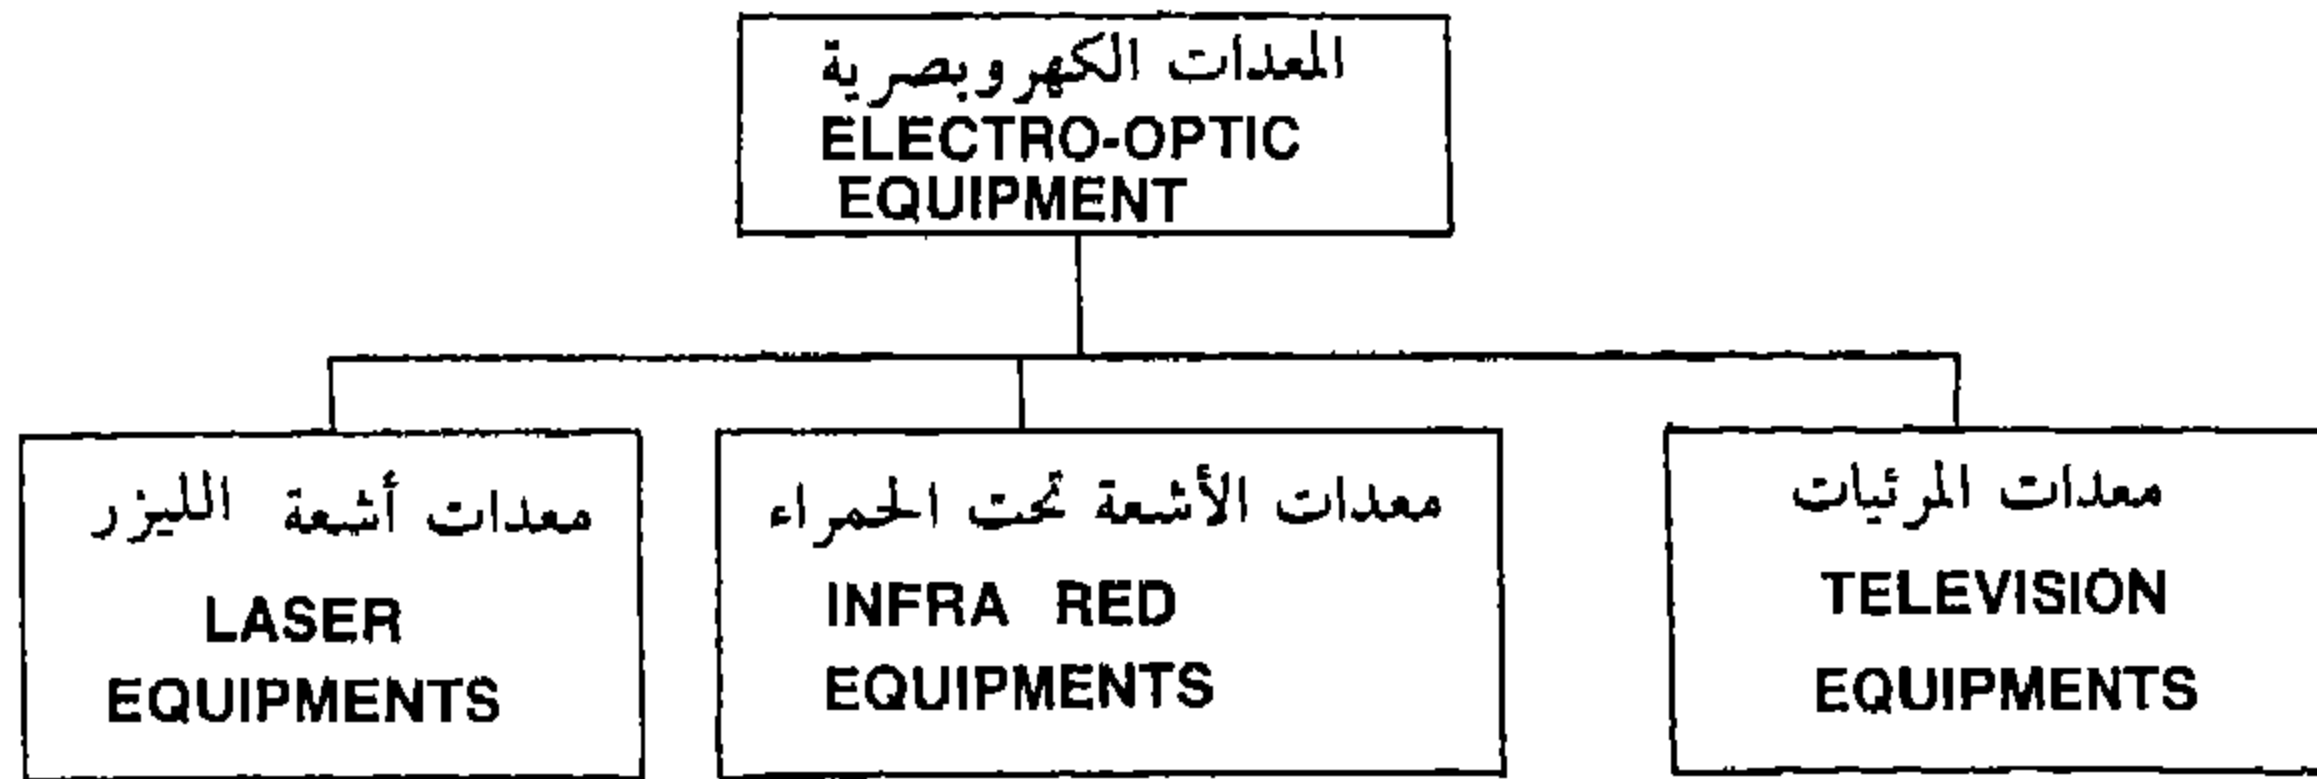 المعدات الكهروبصرية
ELECTRO-OPTIC
EQUIPMENT
معدات أشعة الليزر
LASER
EQUIPMENTS
معدات الأشعة تحت الحمراء
INFRA RED
EQUIPMENTS
معدات المرئيات
TELEVISION
EQUIPMENTS